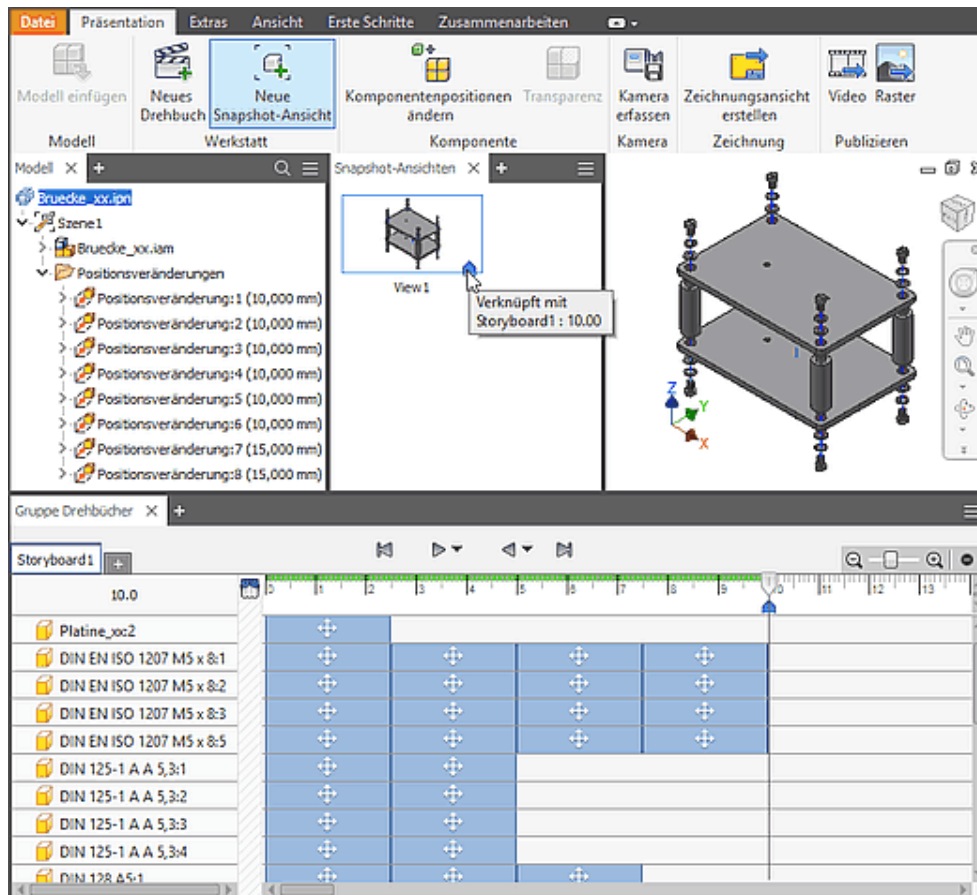 Datei Präsentation Extras Ansicht Erste Schritte Zusammenarbeiten
Modell einfügen
Neues Drehbuch
Neue Snapshot-Ansicht
Komponentenpositionen ändern
Transparenz
Kamera erfassen
Zeichnungsansicht erstellen
Video Raster
Modell Werkstatt Komponente Kamera Zeichnung Publizieren
Modell
Bruecke_xx.ipn
Szene1
Bruecke_xx.iam
Positionsveränderungen
Positionsveränderung:1 (10,000 mm)
Positionsveränderung:2 (10,000 mm)
Positionsveränderung:3 (10,000 mm)
Positionsveränderung:4 (10,000 mm)
Positionsveränderung:5 (10,000 mm)
Positionsveränderung:6 (10,000 mm)
Positionsveränderung:7 (15,000 mm)
Positionsveränderung:8 (15,000 mm)
Snapshot-Ansichten
View1
Verknüpft mit
Storyboard1 : 10.00
Z
Y
X
Gruppe Drehbücher
Storyboard1
10.0
0 1 2 3 4 5 6 7 8 9 10 11 12 13
Platine_xx:2
DIN EN ISO 1207 M5 x 8:1
DIN EN ISO 1207 M5 x 8:2
DIN EN ISO 1207 M5 x 8:3
DIN EN ISO 1207 M5 x 8:5
DIN 125-1 A A 5,3:1
DIN 125-1 A A 5,3:2
DIN 125-1 A A 5,3:3
DIN 125-1 A A 5,3:4
DIN 128 A5:1